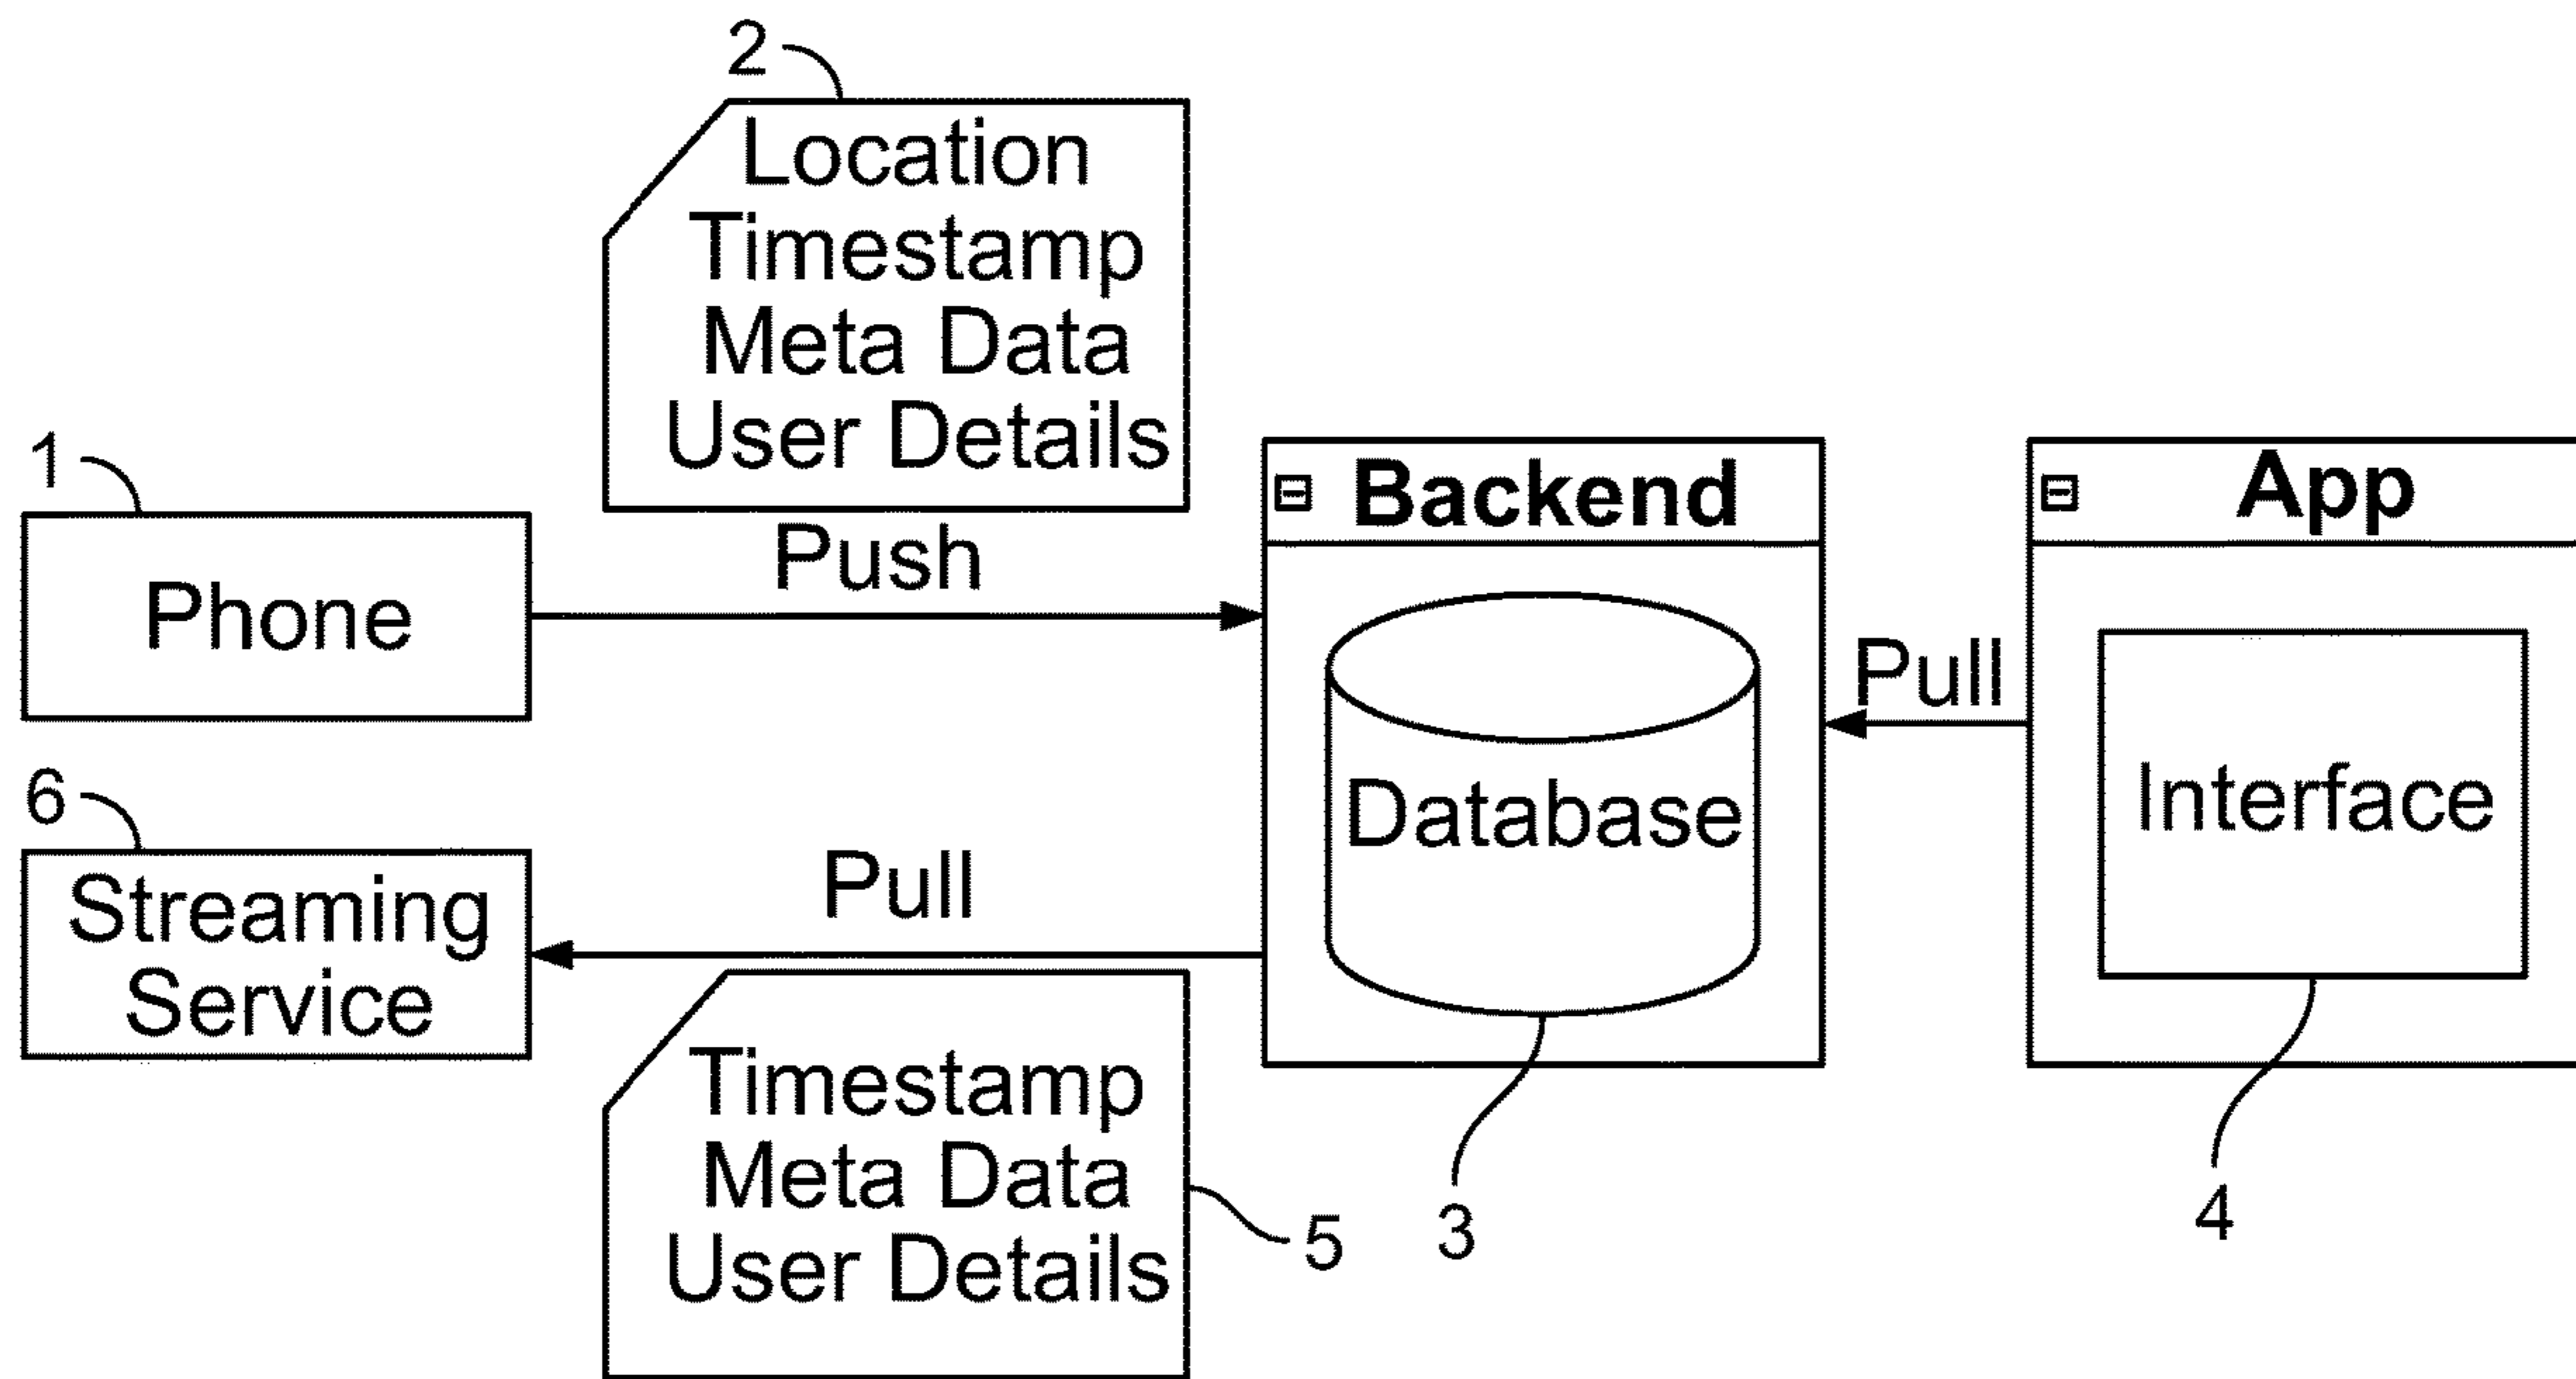 2
Location
Timestamp
Meta Data
User Details
1
Phone
Push
Backend
Database
3
App
Interface
4
Pull
6
Streaming
Service
Pull
Timestamp
Meta Data
User Details
5